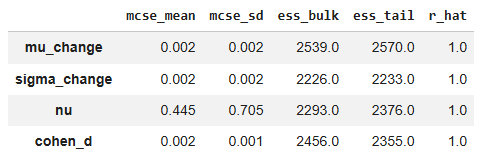 mcse_mean mcse_sd ess_bulk ess_tail r_hat
mu_change 0.002 0.002 2539.0 2570.0 1.0
sigma_change 0.002 0.002 2226.0 2233.0 1.0
nu 0.445 0.705 2293.0 2376.0 1.0
cohen_d 0.002 0.001 2456.0 2355.0 1.0